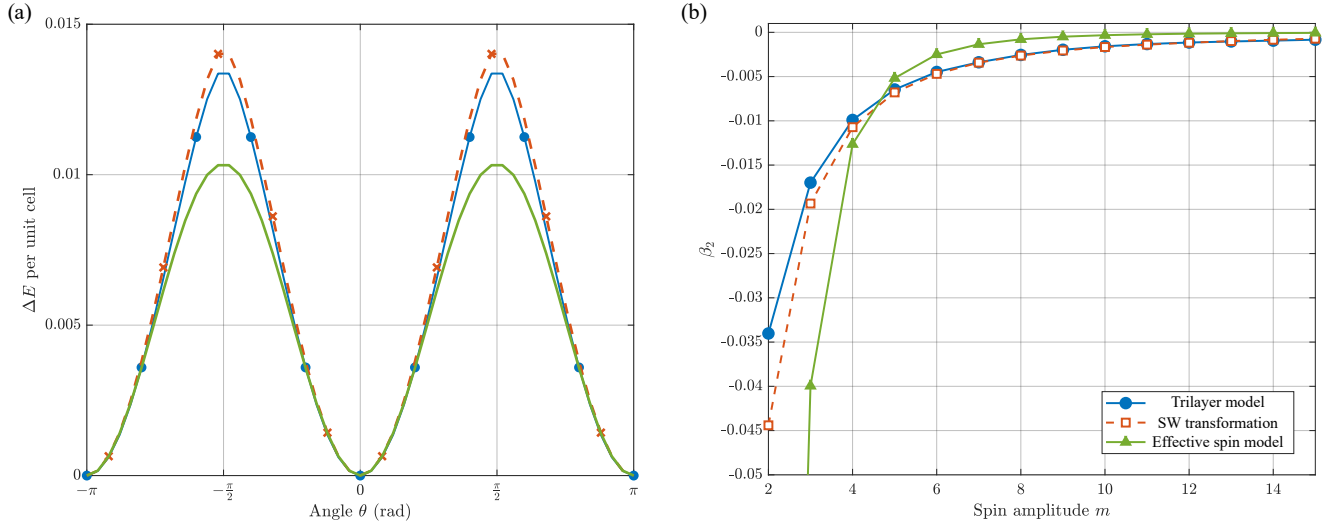 (a)
0.015
0.01
0.005
0
ΔE per unit cell
−π
−π/2
0
π/2
π
Angle θ (rad)
(b)
0
-0.005
-0.01
-0.015
-0.02
-0.025
-0.03
-0.035
-0.04
-0.045
-0.05
β₂
2
4
6
8
10
12
14
Spin amplitude m
Trilayer model
SW transformation
Effective spin model